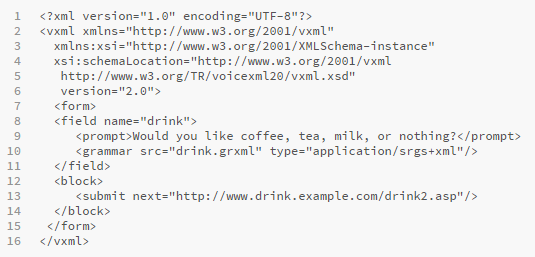 1 <?xml version="1.0" encoding="UTF-8"?>
2 <vxml xmlns="http://www.w3.org/2001/vxml"
3   xmlns:xsi="http://www.w3.org/2001/XMLSchema-instance"
4   xsi:schemaLocation="http://www.w3.org/2001/vxml
5    http://www.w3.org/TR/voicexml20/vxml.xsd"
6    version="2.0">
7   <form>
8   <field name="drink">
9      <prompt>Would you like coffee, tea, milk, or nothing?</prompt>
10      <grammar src="drink.grxml" type="application/srgs+xml"/>
11   </field>
12   <block>
13      <submit next="http://www.drink.example.com/drink2.asp"/>
14   </block>
15  </form>
16 </vxml>